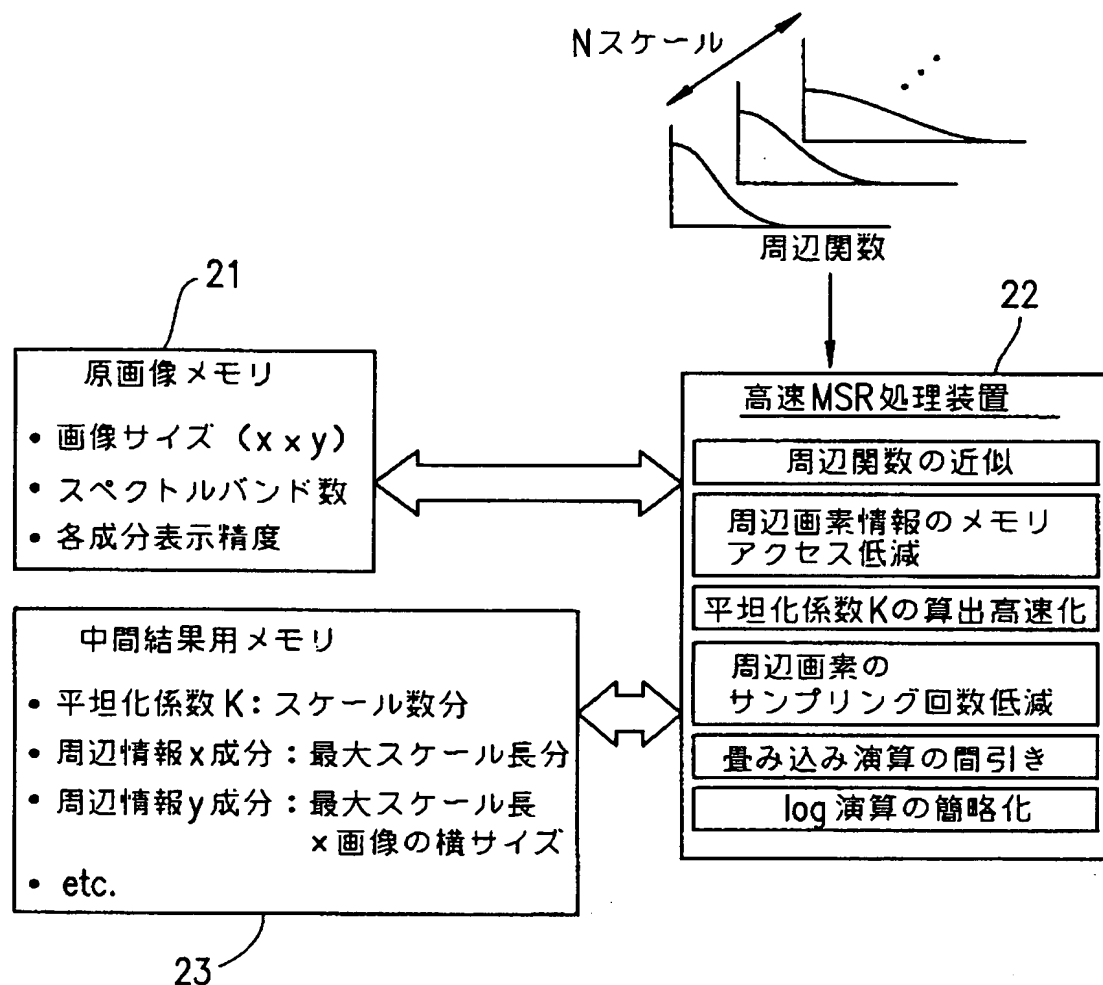 Nスケール
周辺関数
21
原画像メモリ
• 画像サイズ (x×y)
• スペクトルバンド数
• 各成分表示精度
22
高速MSR処理装置
周辺関数の近似
周辺画素情報のメモリ
アクセス低減
平坦化係数Kの算出高速化
周辺画素の
サンプリング回数低減
畳み込み演算の間引き
log演算の簡略化
中間結果用メモリ
• 平坦化係数K:スケール数分
• 周辺情報x成分:最大スケール長分
• 周辺情報y成分:最大スケール長
×画像の横サイズ
• etc.
23